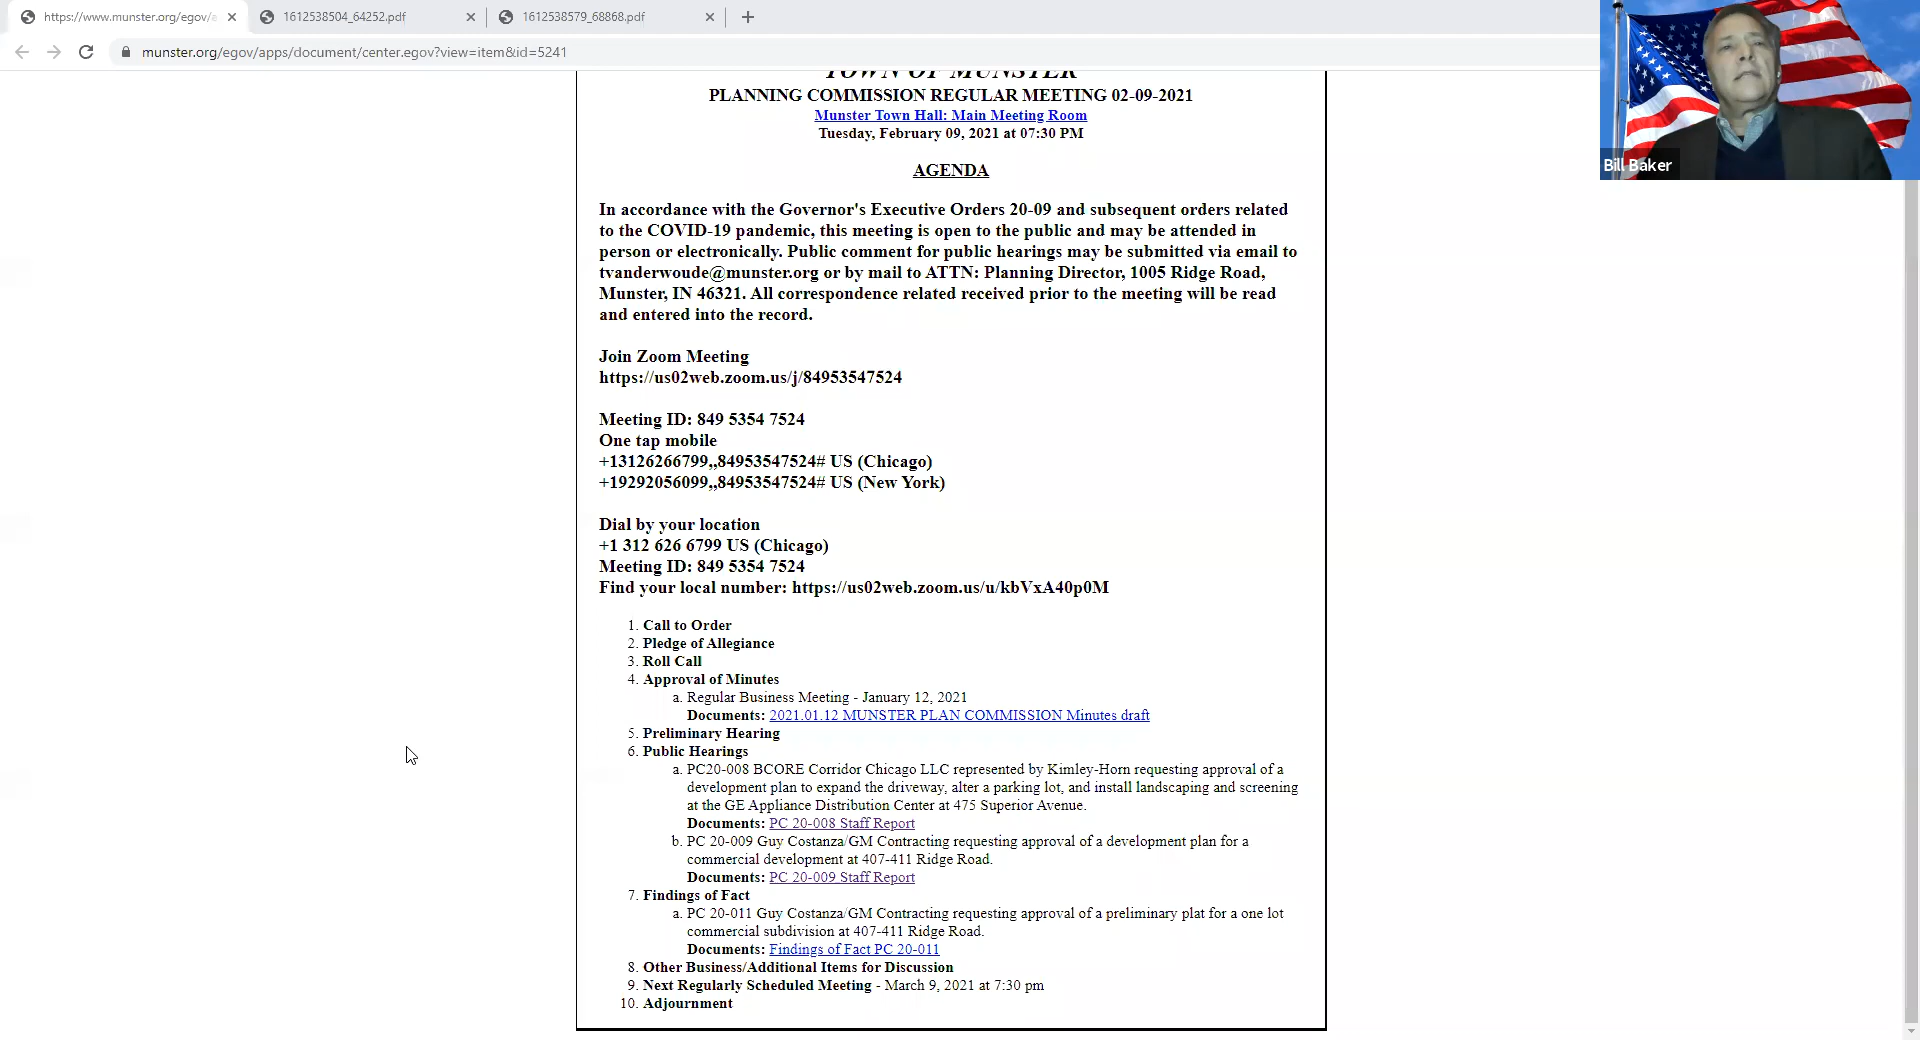 https://www.munster.org/egov/a
1612538504_64252.pdf
1612538579_68868.pdf
munster.org/egov/apps/document/center.egov?view=item&id=5241
Bill Baker
TOWN OF MUNSTER
PLANNING COMMISSION REGULAR MEETING 02-09-2021
Munster Town Hall: Main Meeting Room
Tuesday, February 09, 2021 at 07:30 PM
AGENDA
In accordance with the Governor's Executive Orders 20-09 and subsequent orders related
to the COVID-19 pandemic, this meeting is open to the public and may be attended in
person or electronically. Public comment for public hearings may be submitted via email to
tvanderwoude@munster.org or by mail to ATTN: Planning Director, 1005 Ridge Road,
Munster, IN 46321. All correspondence related received prior to the meeting will be read
and entered into the record.
Join Zoom Meeting
https://us02web.zoom.us/j/84953547524
Meeting ID: 849 5354 7524
One tap mobile
+13126266799,,84953547524# US (Chicago)
+19292056099,,84953547524# US (New York)
Dial by your location
+1 312 626 6799 US (Chicago)
Meeting ID: 849 5354 7524
Find your local number: https://us02web.zoom.us/u/kbVxA40p0M
1. Call to Order
2. Pledge of Allegiance
3. Roll Call
4. Approval of Minutes
a. Regular Business Meeting - January 12, 2021
Documents: 2021.01.12 MUNSTER PLAN COMMISSION Minutes draft
5. Preliminary Hearing
6. Public Hearings
a. PC20-008 BCORE Corridor Chicago LLC represented by Kimley-Horn requesting approval of a
development plan to expand the driveway, alter a parking lot, and install landscaping and screening
at the GE Appliance Distribution Center at 475 Superior Avenue.
Documents: PC 20-008 Staff Report
b. PC 20-009 Guy Costanza/GM Contracting requesting approval of a development plan for a
commercial development at 407-411 Ridge Road.
Documents: PC 20-009 Staff Report
7. Findings of Fact
a. PC 20-011 Guy Costanza/GM Contracting requesting approval of a preliminary plat for a one lot
commercial subdivision at 407-411 Ridge Road.
Documents: Findings of Fact PC 20-011
8. Other Business/Additional Items for Discussion
9. Next Regularly Scheduled Meeting - March 9, 2021 at 7:30 pm
10. Adjournment